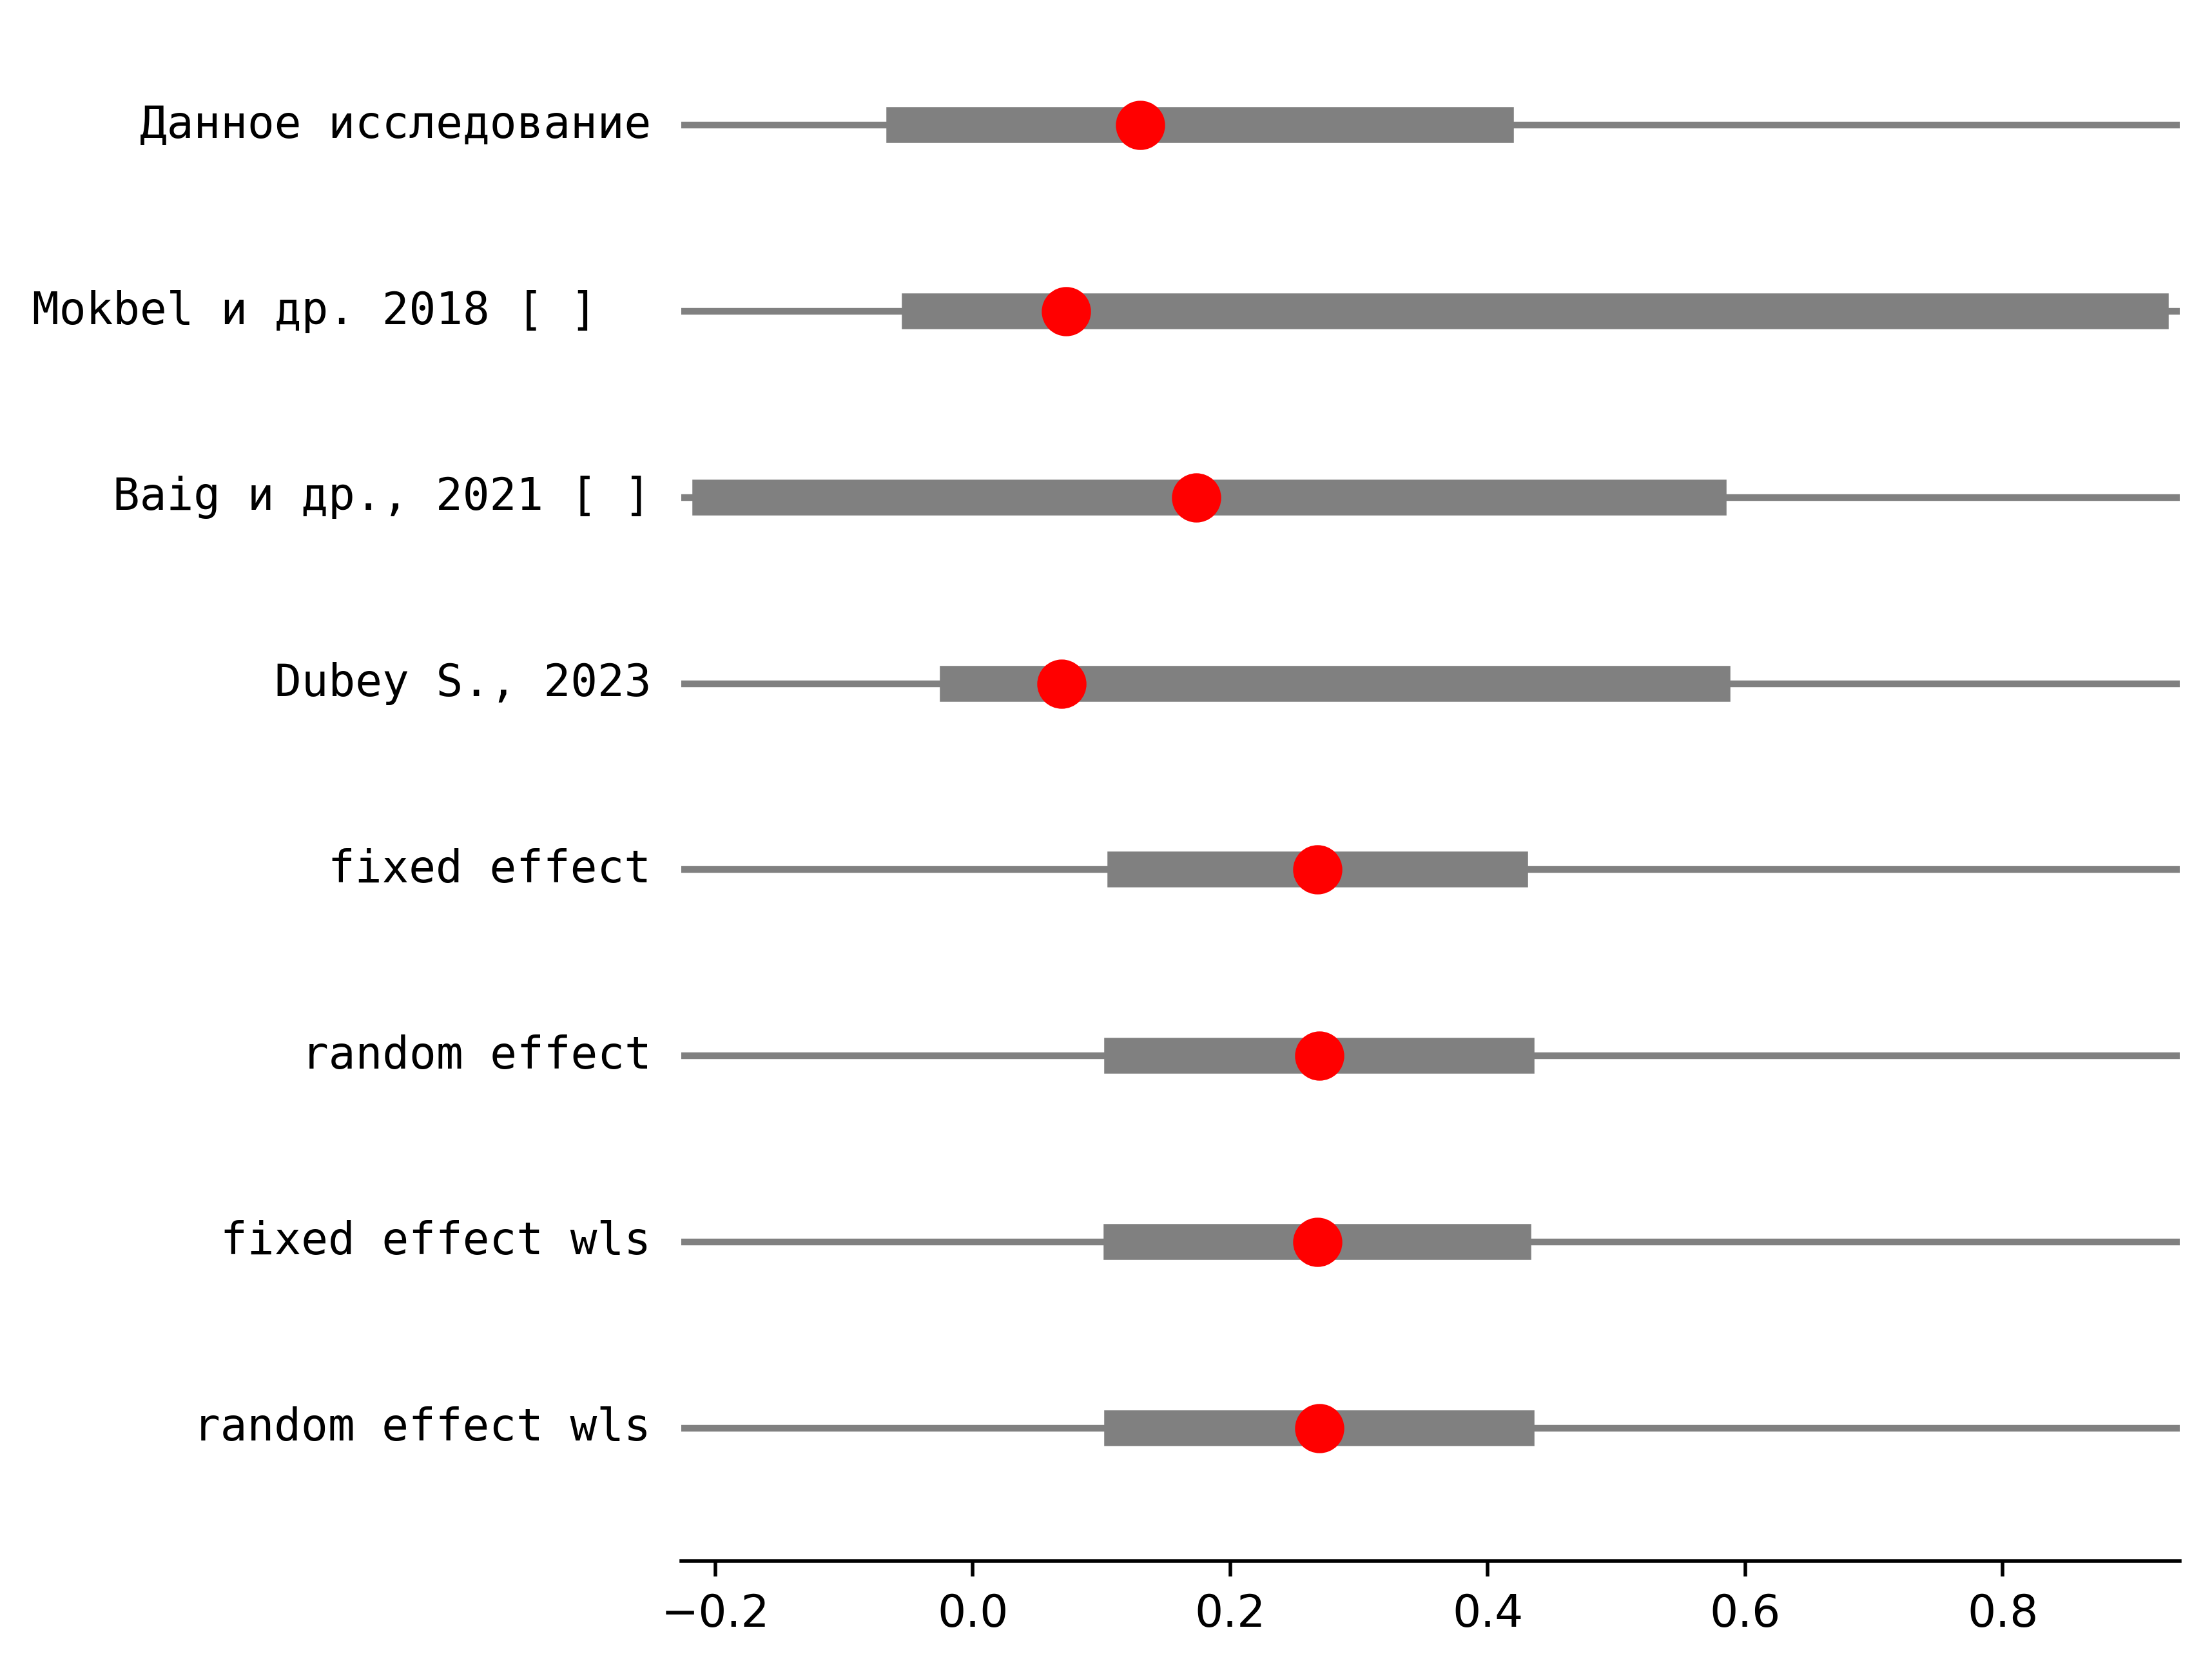 Данное исследование
Mokbel и др. 2018 [ ]
Baig и др., 2021 [ ]
Dubey S., 2023
fixed effect
random effect
fixed effect wls
random effect wls
−0.2 0.0 0.2 0.4 0.6 0.8